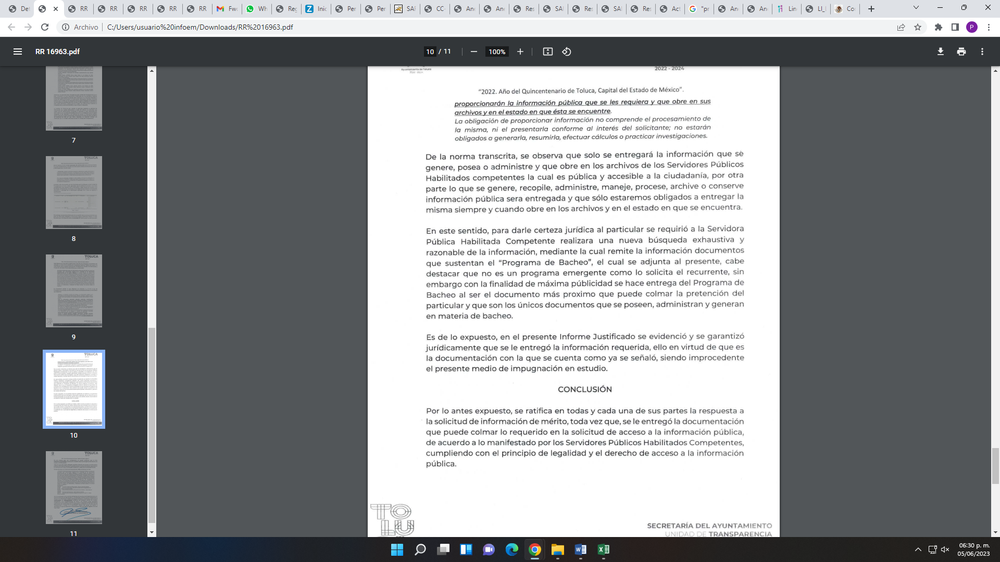 Det
RR
RR
RR
RR
RR
Fwd
Wh
Reg
Inic
Per
Per
SAR
CC-
Ane
Ane
Res
SAI
Res
SAI
Res
Act
"pr
And
And
Line
LI_I
Co
Archivo
C:/Users/usuario%20infoem/Downloads/RR%2016963.pdf
P
RR 16963.pdf
10 / 11
100%
7
8
9
10
11
Ayuntamiento de Toluca
2022 - 2024
“2022. Año del Quincentenario de Toluca, Capital del Estado de México”.
proporcionarán la información pública que se les requiera y que obre en sus
archivos y en el estado en que ésta se encuentre.
La obligación de proporcionar información no comprende el procesamiento de
la misma, ni el presentarla conforme al interés del solicitante; no estarán
obligados a generarla, resumirla, efectuar cálculos o practicar investigaciones.
De la norma transcrita, se observa que solo se entregará la información que se
genere, posea o administre y que obre en los archivos de los Servidores Públicos
Habilitados competentes la cual es pública y accesible a la ciudadanía, por otra
parte lo que se genere, recopile, administre, maneje, procese, archive o conserve
información pública sera entregada y que sólo estaremos obligados a entregar la
misma siempre y cuando obre en los archivos y en el estado en que se encuentra.
En este sentido, para darle certeza jurídica al particular se requirió a la Servidora
Pública Habilitada Competente realizara una nueva búsqueda exhaustiva y
razonable de la información, mediante la cual remite la información documentos
que sustentan el “Programa de Bacheo”, el cual se adjunta al presente, cabe
destacar que no es un programa emergente como lo solicita el recurrente, sin
embargo con la finalidad de máxima públicidad se hace entrega del Programa de
Bacheo al ser el documento más proximo que puede colmar la pretención del
particular y que son los únicos documentos que se poseen, administran y generan
en materia de bacheo.
Es de lo expuesto, en el presente Informe Justificado se evidenció y se garantizó
jurídicamente que se le entregó la información requerida, ello en virtud de que es
la documentación con la que se cuenta como ya se señaló, siendo improcedente
el presente medio de impugnación en estudio.
CONCLUSIÓN
Por lo antes expuesto, se ratifica en todas y cada una de sus partes la respuesta a
la solicitud de información de mérito, toda vez que, se le entregó la documentación
que puede colmar lo requerido en la solicitud de acceso a la información pública,
de acuerdo a lo manifestado por los Servidores Públicos Habilitados Competentes,
cumpliendo con el principio de legalidad y el derecho de acceso a la información
pública.
TO
LU
SECRETARÍA DEL AYUNTAMIENTO
UNIDAD DE TRANSPARENCIA
06:30 p. m.
05/06/2023